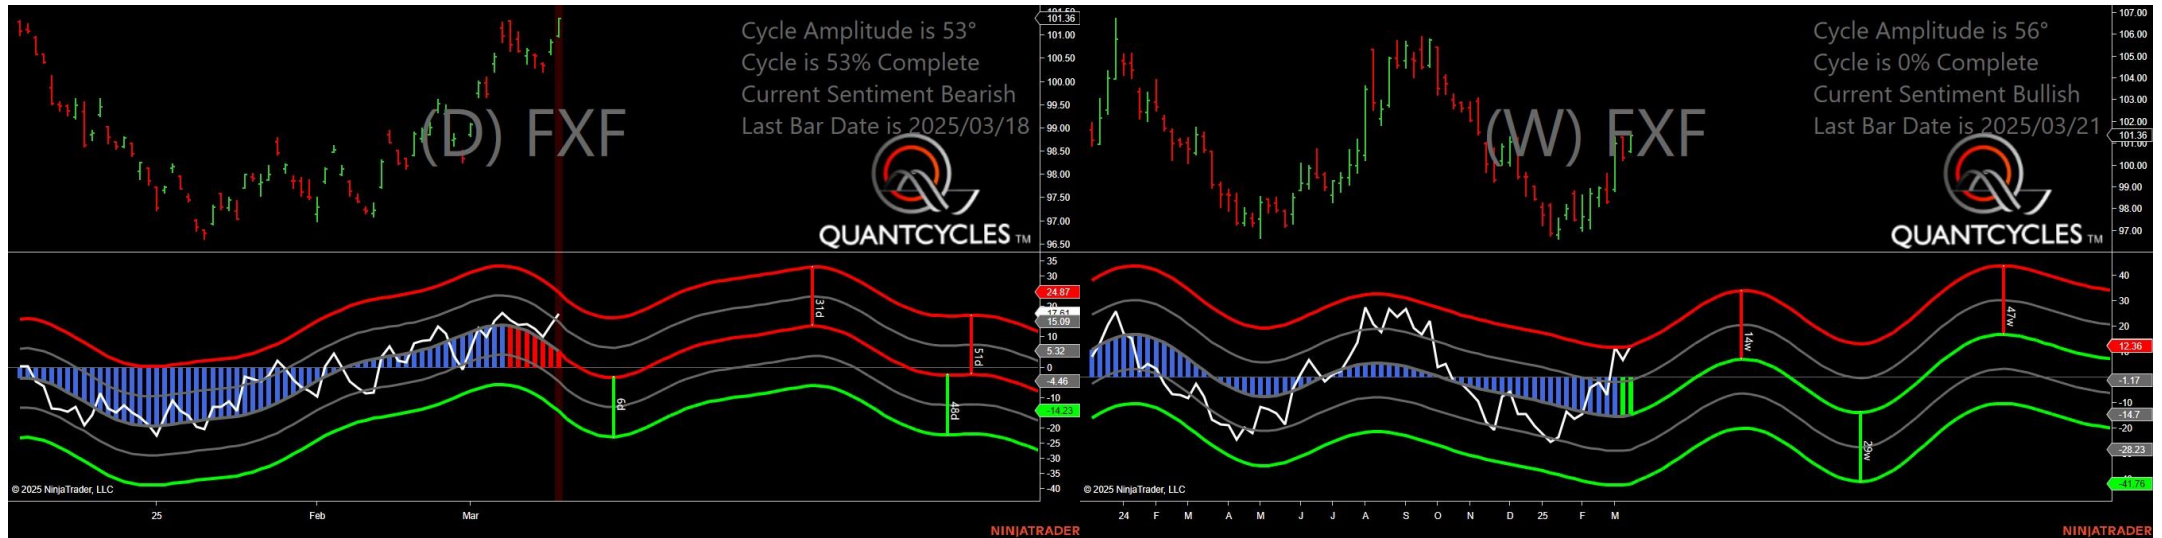 Cycle Amplitude is 53°
Cycle is 53% Complete
Current Sentiment Bearish
Last Bar Date is 2025/03/18
(D) FXF
QUANTCYCLES TM
101.36
101.00
100.50
100.00
99.50
99.00
98.50
98.00
97.50
97.00
96.50
35
30
24.87
20
17.61
15.09
10
5.32
0
-4.46
-10
-14.23
-20
-25
-30
-35
-40
6d
31d
48d
51d
© 2025 NinjaTrader, LLC
25 Feb Mar
NINJATRADER
Cycle Amplitude is 56°
Cycle is 0% Complete
Current Sentiment Bullish
Last Bar Date is 2025/03/21
(W) FXF
QUANTCYCLES TM
107.00
106.00
105.00
104.00
103.00
102.00
101.36
101.00
100.00
99.00
98.00
97.00
40
30
20
12.36
-1.17
-10
-14.7
-20
-28.23
-41.76
14w
29w
47w
© 2025 NinjaTrader, LLC
24 F M A M J J A S O N D 25 F M
NINJATRADER